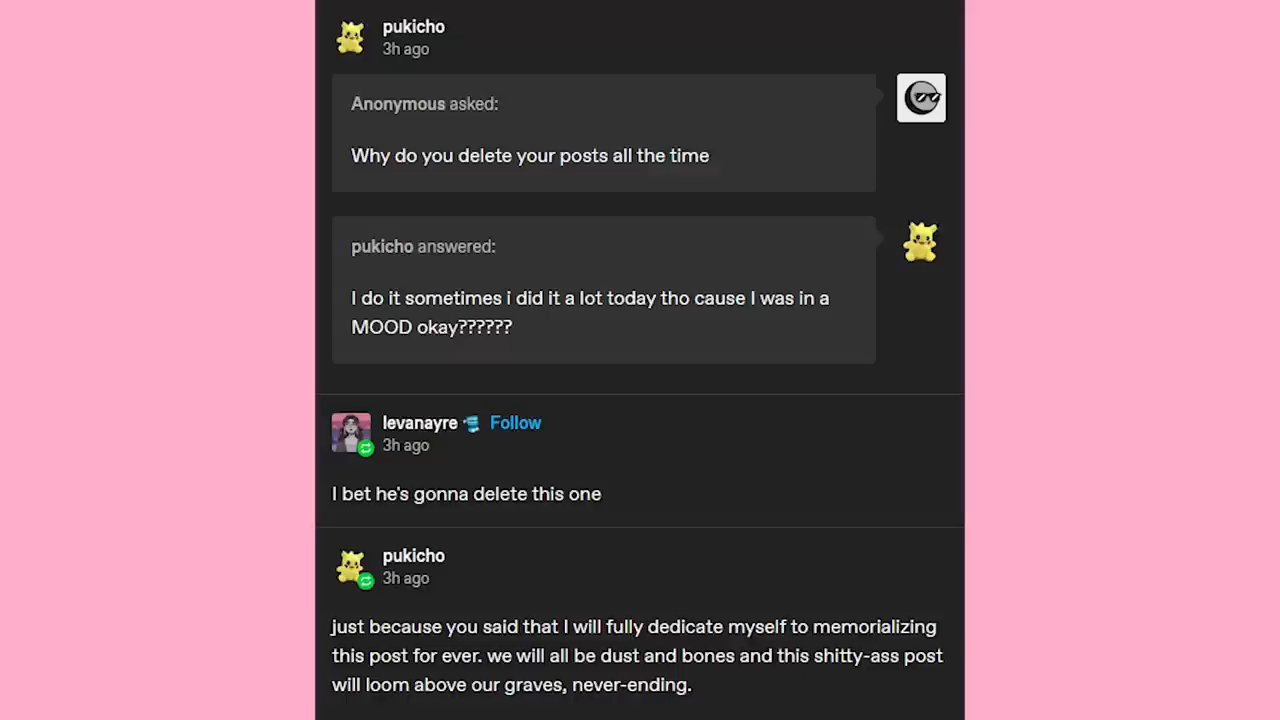 pukicho
3h ago
Anonymous asked:
Why do you delete your posts all the time
pukicho answered:
I do it sometimes i did it a lot today tho cause I was in a
MOOD okay??????
levanayre Follow
3h ago
I bet he's gonna delete this one
pukicho
3h ago
just because you said that I will fully dedicate myself to memorializing
this post for ever. we will all be dust and bones and this shitty-ass post
will loom above our graves, never-ending.